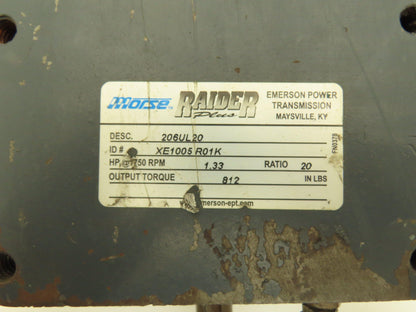 Morse RAIDER Plus
EMERSON POWER
TRANSMISSION
MAYSVILLE, KY
DESC. 206UL20
ID # XE1005 R01K
HP @1750 RPM 1.33 RATIO 20
OUTPUT TORQUE 812 IN LBS
emerson-ept.com